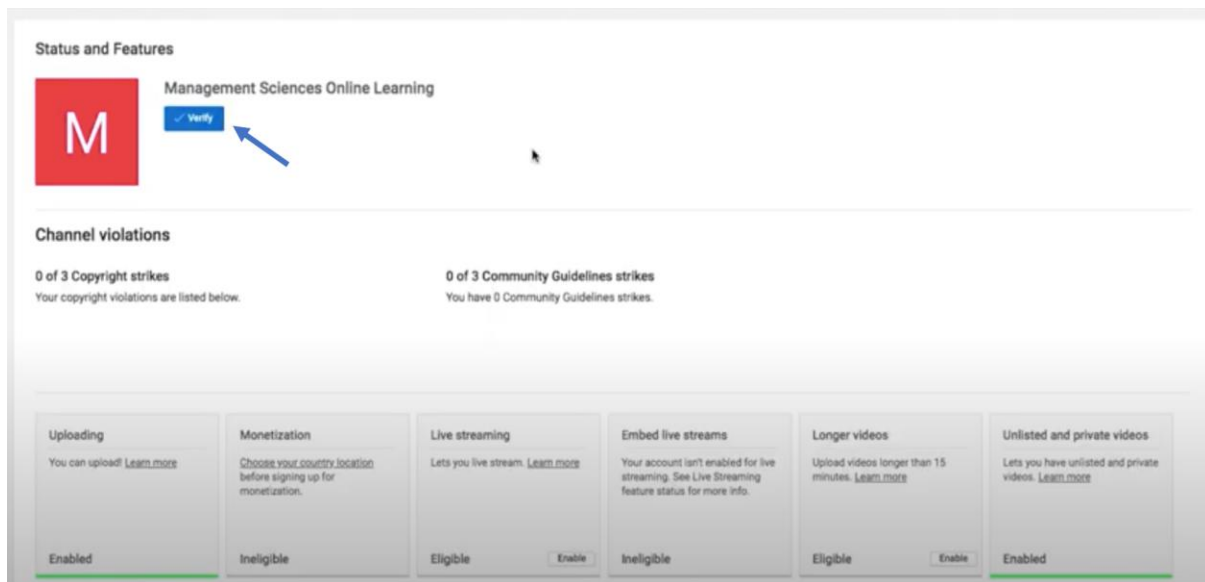 Status and Features
M
Management Sciences Online Learning
Verify
Channel violations
0 of 3 Copyright strikes
Your copyright violations are listed below.
0 of 3 Community Guidelines strikes
You have 0 Community Guidelines strikes.
Uploading
You can upload! Learn more
Enabled
Monetization
Choose your country location
before signing up for
monetization.
Ineligible
Live streaming
Lets you live stream. Learn more
Eligible
Enable
Embed live streams
Your account isn't enabled for live
streaming. See Live Streaming
feature status for more info.
Ineligible
Longer videos
Upload videos longer than 15
minutes. Learn more
Eligible
Enable
Unlisted and private videos
Lets you have unlisted and private
videos. Learn more
Enabled